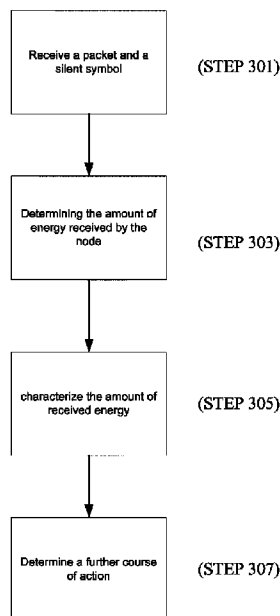 Receive a packet and a
silent symbol
(STEP 301)
Determining the amount of
energy received by the
node
(STEP 303)
characterize the amount of
received energy
(STEP 305)
Determine a further course
of action
(STEP 307)